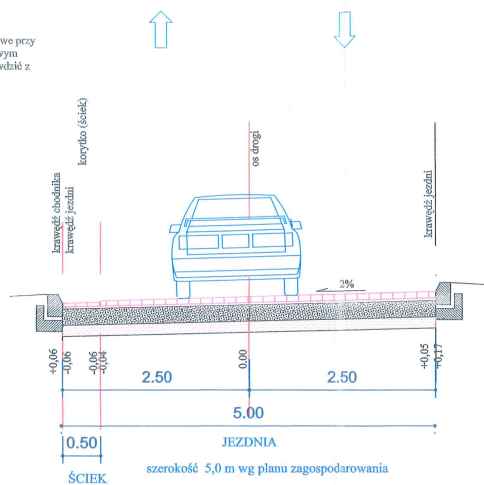 we przy
wym
wdzić z
korytko (ściek)
krawędź chodnika
krawędź jezdni
oś drogi
krawędź jezdni
2%
+0,06
-0,06
-0,06
-0,04
0.00
+0,05
+0,17
2.50
2.50
5.00
0.50
JEZDNIA
szerokość 5,0 m wg planu zagospodarowania
ŚCIEK